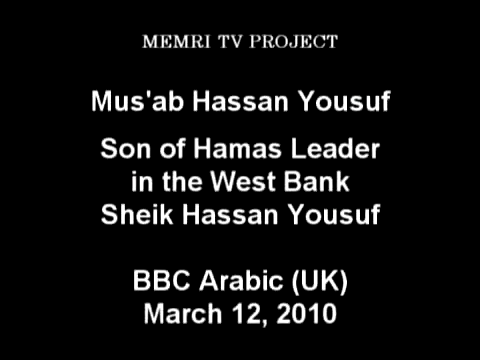 MEMRI TV PROJECT
Mus'ab Hassan Yousuf
Son of Hamas Leader
in the West Bank
Sheik Hassan Yousuf
BBC Arabic (UK)
March 12, 2010